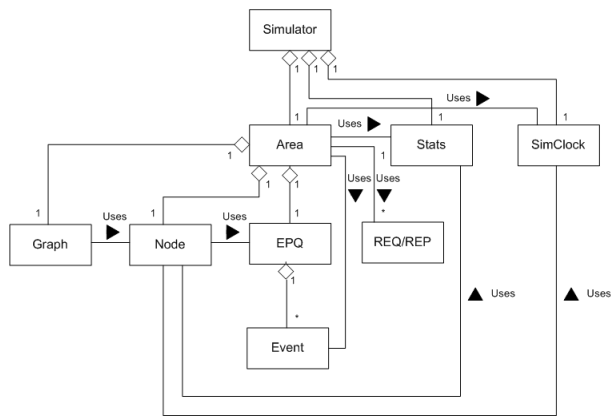 Simulator
1 1 1
Uses
1 1 1
Uses
Area Stats SimClock
1 1
1 1 Uses Uses
1 1 1 *
Uses Uses
Graph Node EPQ REQ/REP
1
Uses Uses
*
Event